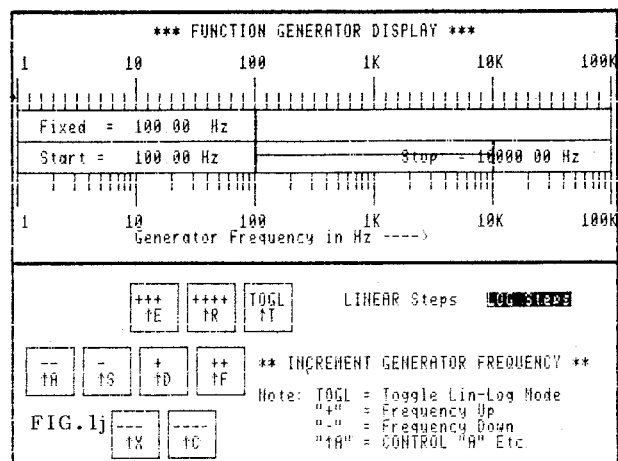 *** FUNCTION GENERATOR DISPLAY ***
1 10 100 1K 10K 100K
Fixed = 100 00 Hz
Start = 100 00 Hz Stop = 10000 00 Hz
1 10 100 1K 10K 100K
Generator Frequency in Hz ---->
+++ ++++ TOGL LINEAR Steps LOG Steps
↑E ↑R ↑T
-- - + ++ ** INCREMENT GENERATOR FREQUENCY **
↑A ↑S ↑D ↑F
Note: TOGL = Toggle Lin-Log Mode
"+" = Frequency Up
"-" = Frequency Down
"↑A" = CONTROL "A" Etc
FIG.1j
--- ----
↑X ↑C